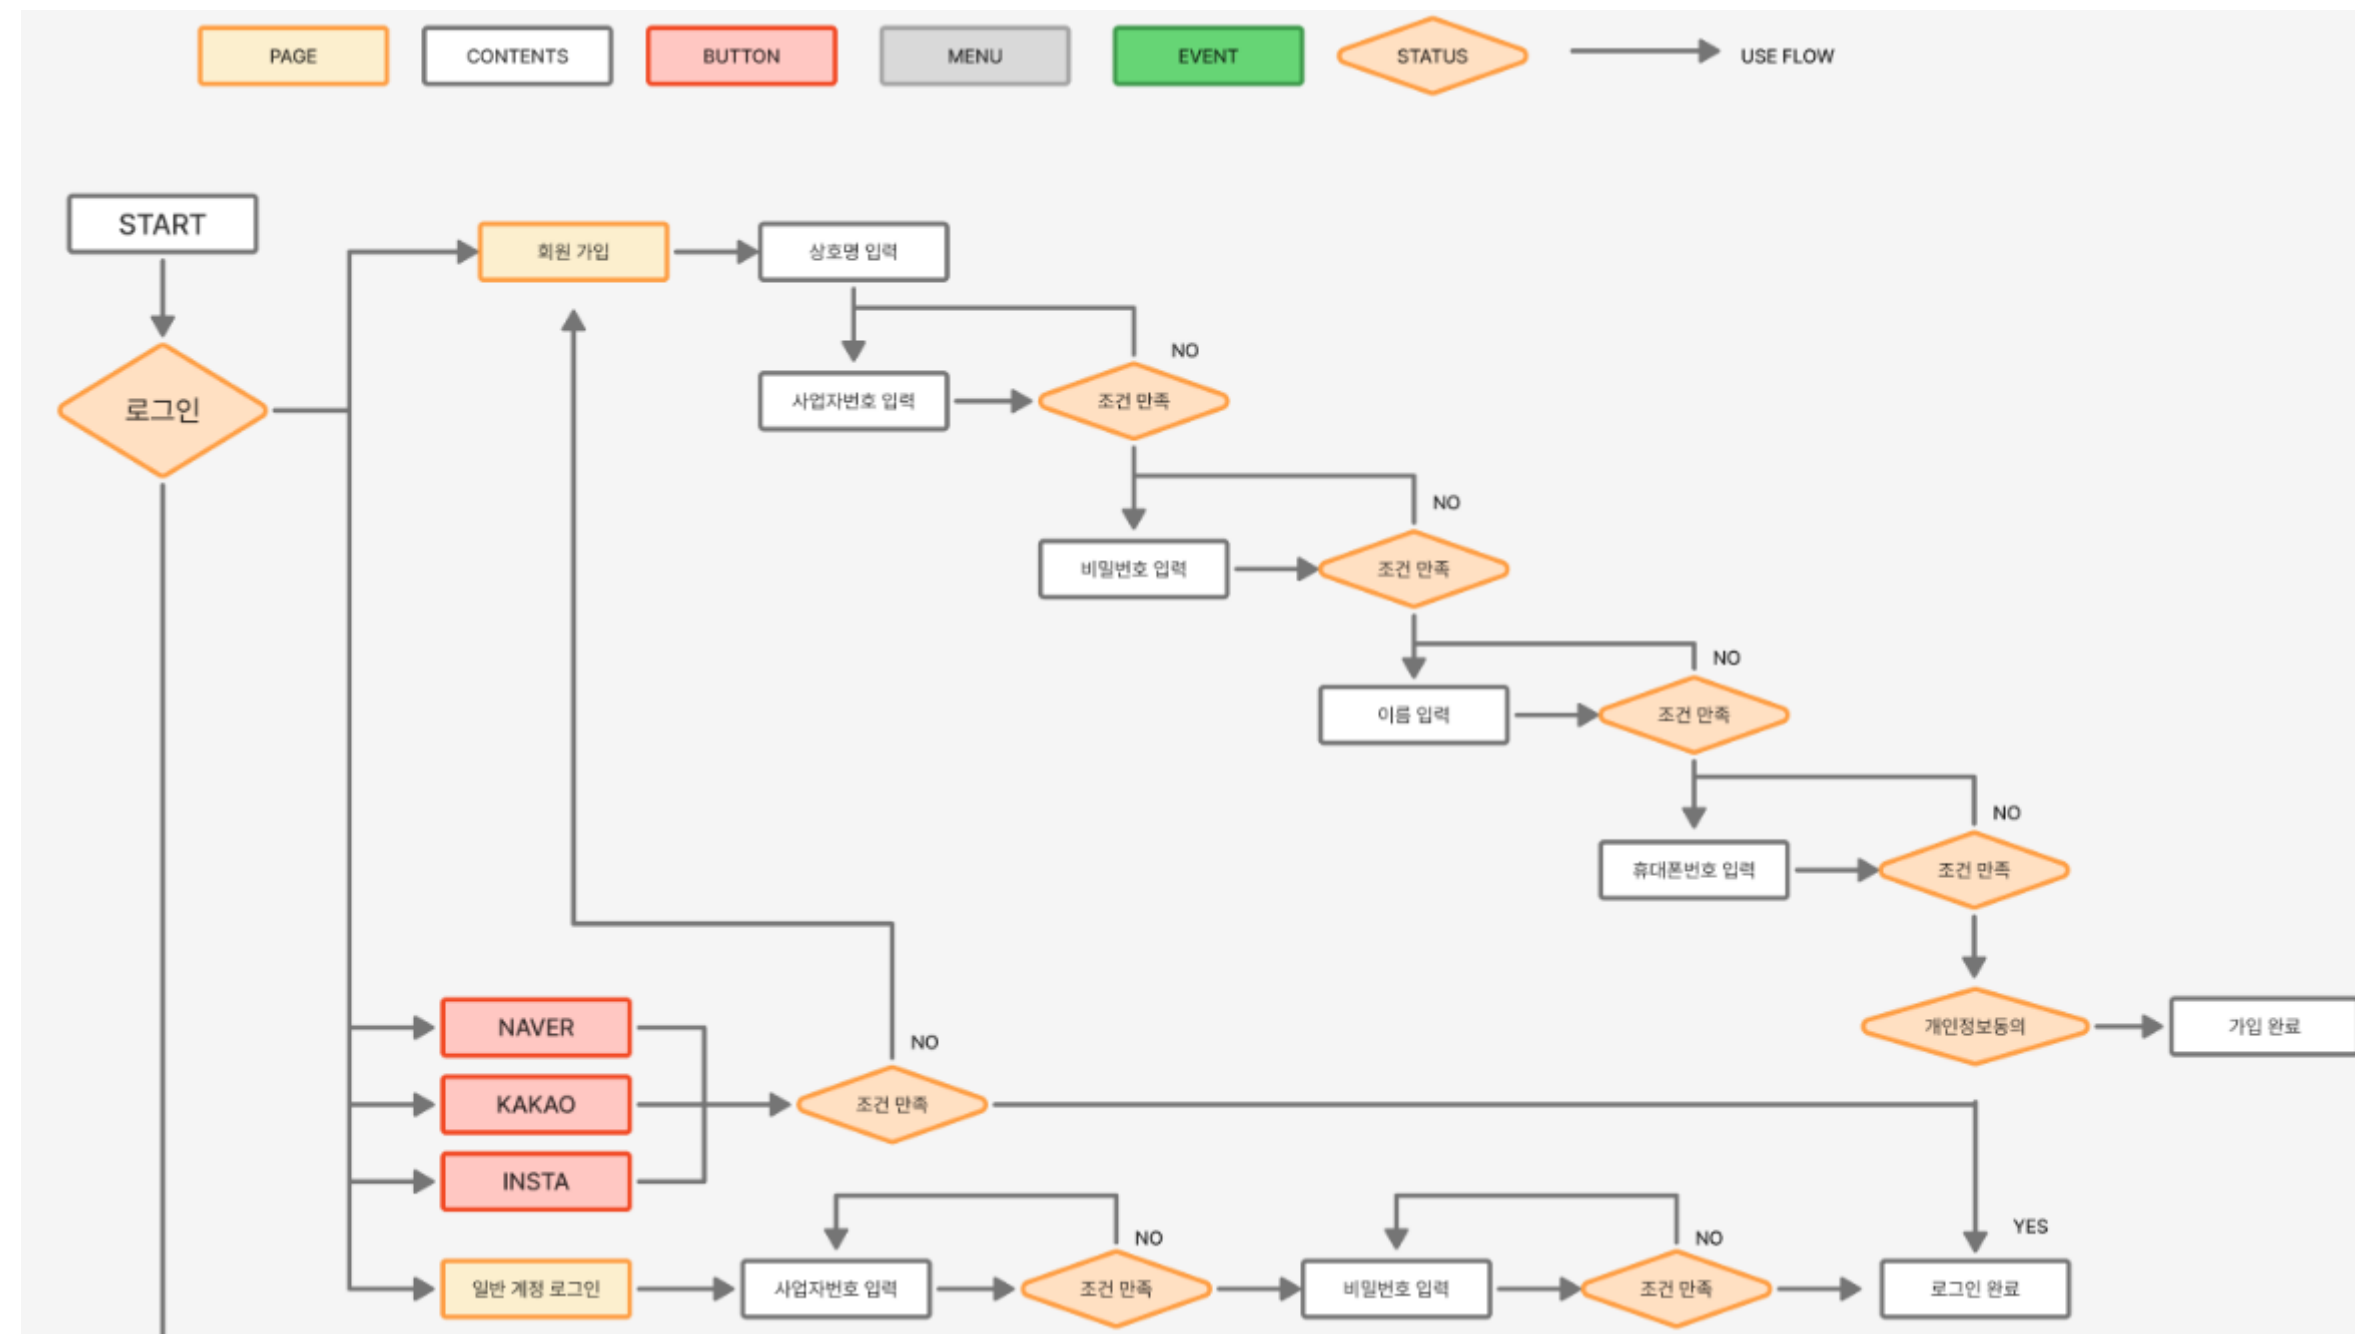 PAGE
CONTENTS
BUTTON
MENU
EVENT
STATUS
USE FLOW
START
로그인
회원 가입
상호명 입력
사업자번호 입력
조건 만족
NO
비밀번호 입력
조건 만족
NO
이름 입력
조건 만족
NO
휴대폰번호 입력
조건 만족
NO
개인정보동의
가입 완료
NAVER
KAKAO
INSTA
조건 만족
NO
일반 계정 로그인
사업자번호 입력
조건 만족
NO
비밀번호 입력
조건 만족
NO
YES
로그인 완료